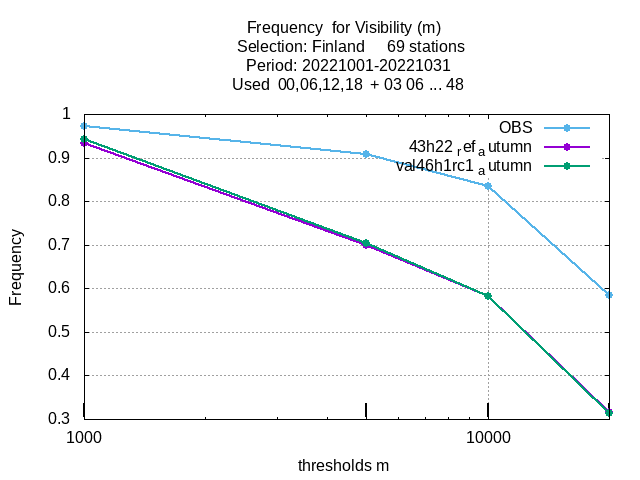 Frequency for Visibility (m)
Selection: Finland 69 stations
Period: 20221001-20221031
Used 00,06,12,18 + 03 06 ... 48
OBS
43h22 ref a utumn
val46h1rc1 a utumn
1
0.9
0.8
0.7
0.6
0.5
0.4
0.3
Frequency
1000
10000
thresholds m